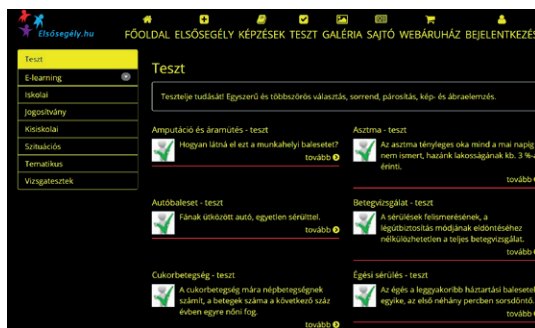 Elsősegély.hu
FŐOLDAL ELSŐSEGÉLY KÉPZÉSEK TESZT GALÉRIA SAJTÓ WEBÁRUHÁZ BEJELENTKEZÉS
Teszt
E-learning
Iskolai
Jogosítvány
Kisiskolai
Szituációs
Tematikus
Vizsgatesztek
Teszt
Tesztelje tudását! Egyszerű és többszörös választás, sorrend, párosítás, kép- és ábraelemzés.
Amputáció és áramütés - teszt
Hogyan látná el ezt a munkahelyi balesetet?
tovább
Asztma - teszt
Az asztma tényleges oka mind a mai napig
nem ismert, hazánk lakosságának kb. 3 %-a
érinti.
tovább
Autóbaleset - teszt
Fának ütközött autó, egyetlen sérülttel.
tovább
Betegvizsgálat - teszt
A sérülések felismerésének, a
légútbiztosítás módjának eldöntéséhez
nélkülözhetetlen a teljes betegvizsgálat.
tovább
Cukorbetegség - teszt
A cukorbetegség mára népbetegségnek
számít, a betegek száma a következő száz
évben egyre nőni fog.
tovább
Égési sérülés - teszt
Az égés a leggyakoribb háztartási balesetek
egyike, az első néhány percben sorsdöntő.
tovább